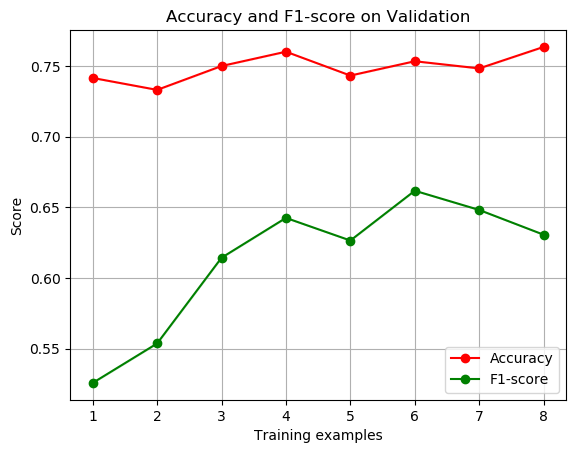 Accuracy and F1-score on Validation
Score
0.75
0.70
0.65
0.60
0.55
Accuracy
F1-score
1 2 3 4 5 6 7 8
Training examples